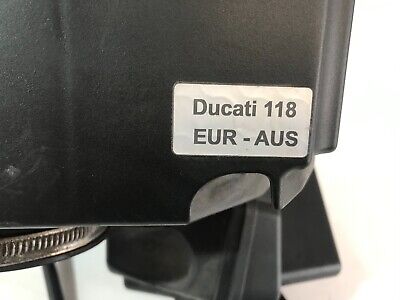 Ducati 118
EUR - AUS